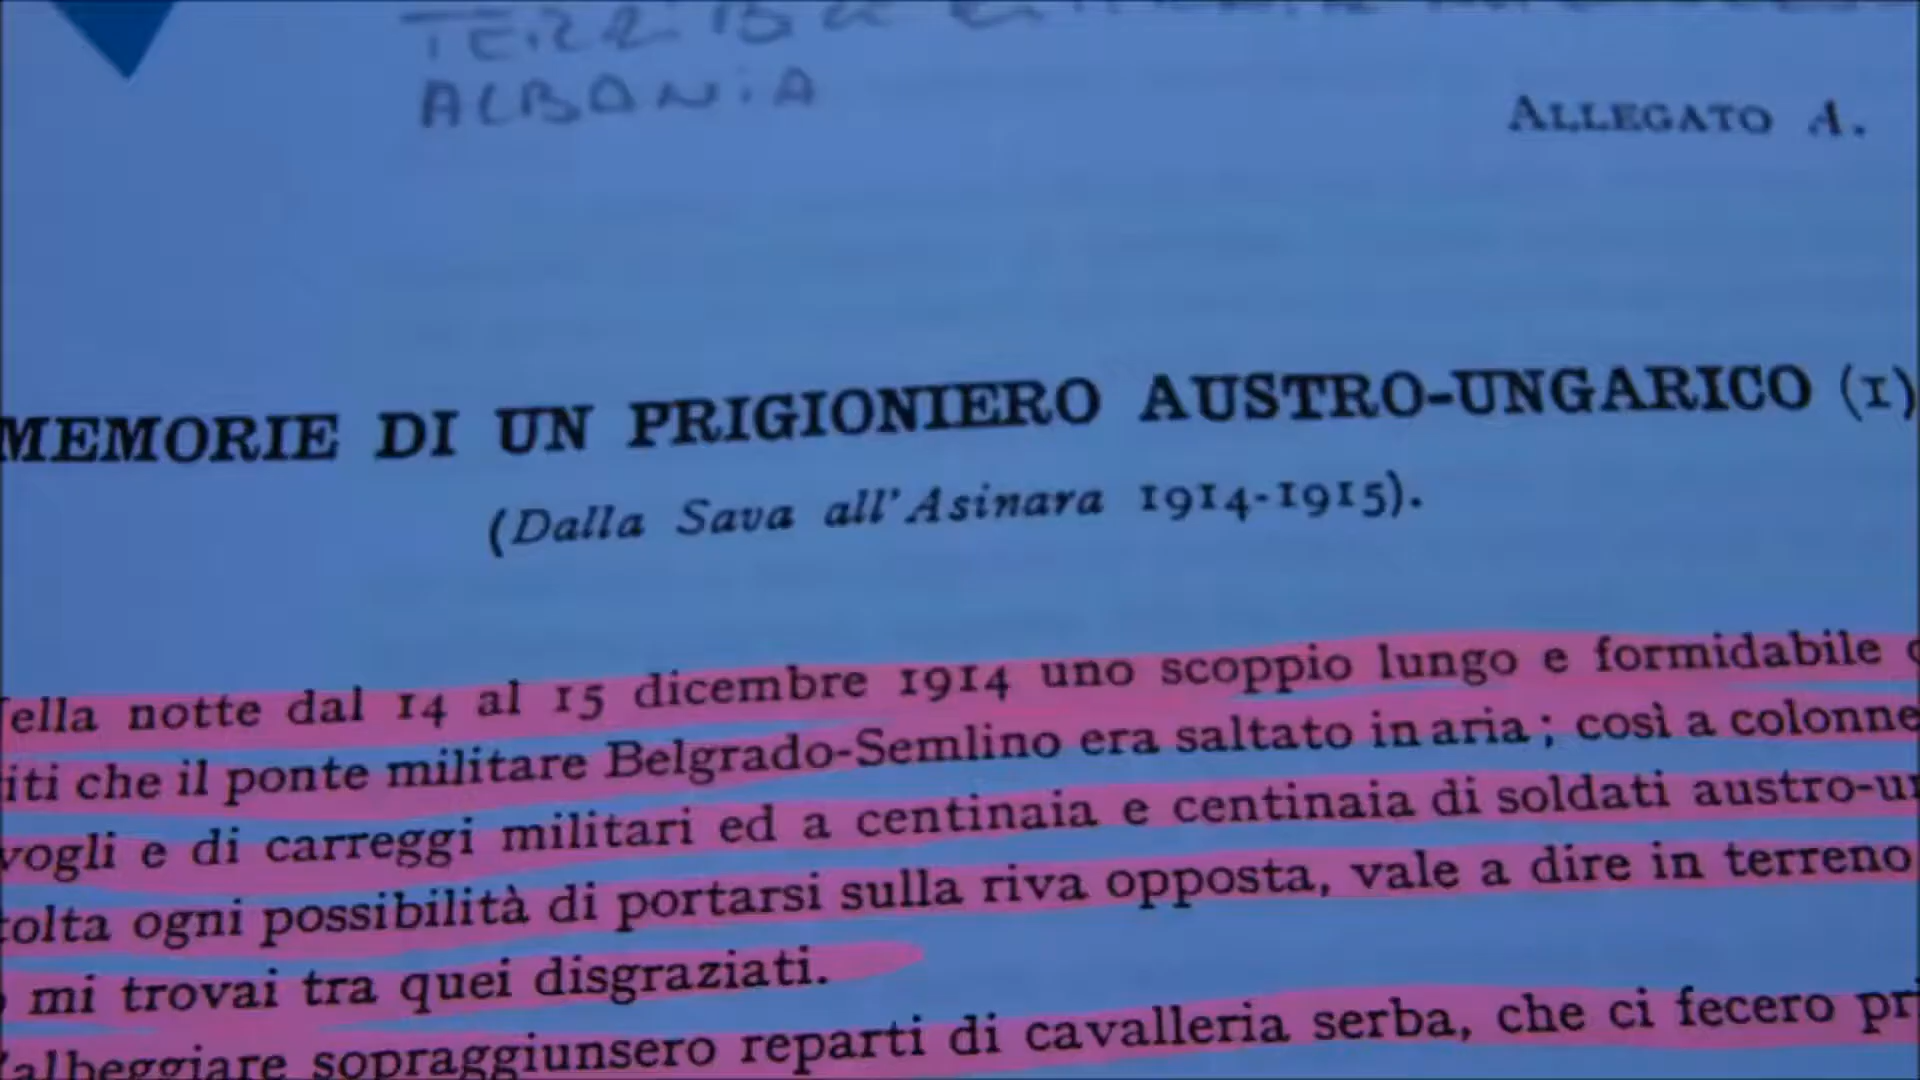 ALBANIA
ALLEGATO A.
MEMORIE DI UN PRIGIONIERO AUSTRO-UNGARICO (1)
(Dalla Sava all'Asinara 1914-1915).
ella notte dal 14 al 15 dicembre 1914 uno scoppio lungo e formidabile
iti che il ponte militare Belgrado-Semlino era saltato in aria; così a colonne
vogli e di carreggi militari ed a centinaia e centinaia di soldati austro-un
tolta ogni possibilità di portarsi sulla riva opposta, vale a dire in terreno
mi trovai tra quei disgraziati.
'albeggiare sopraggiunsero reparti di cavalleria serba, che ci fecero pri